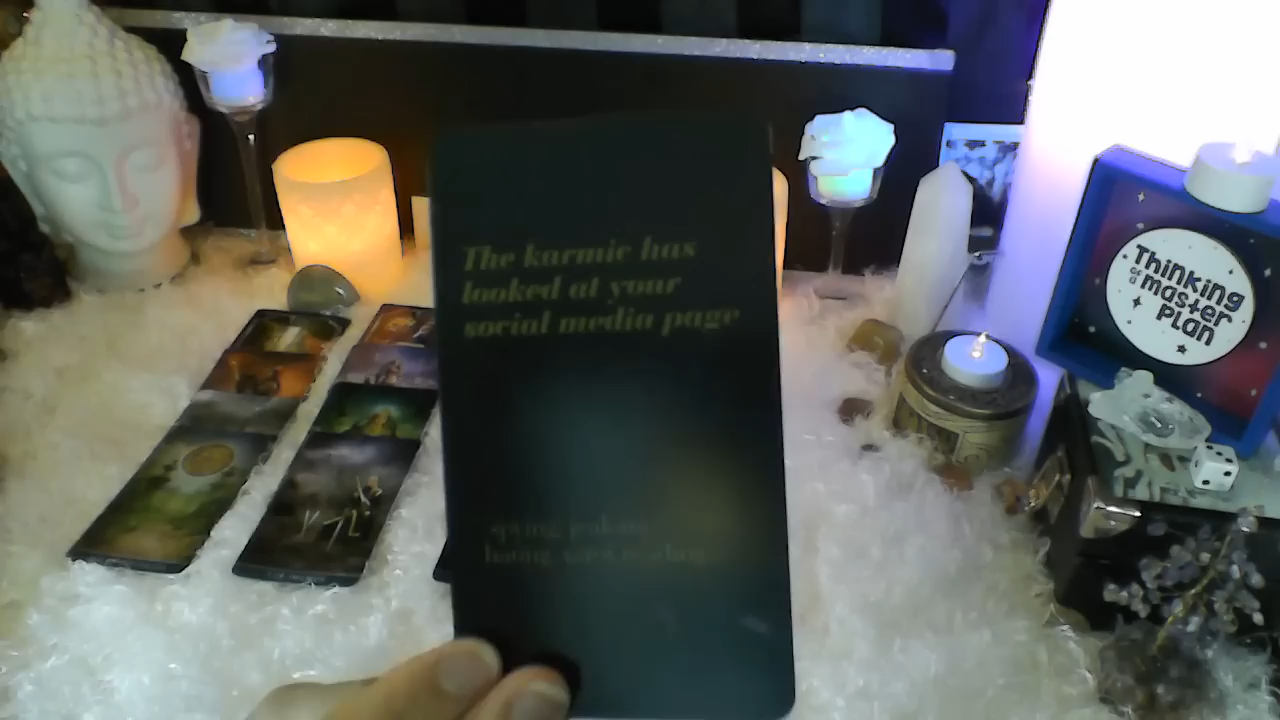 The karmic has
looked at your
social media page
Thinking
of a master
PLAN